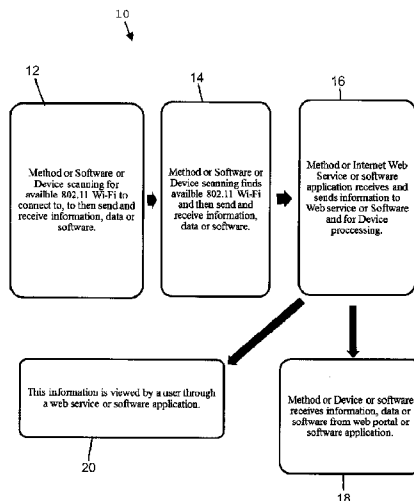 10
12
14
16
Method or Software or
Device scanning for
availble 802.11 Wi-Fi to
connect to, to then send and
receive information, data or
software.
Method or Software or
Device scanning finds
availble 802.11 Wi-Fi
and then send and
receive information,
data or software.
Method or Internet Web
Service or software
application receives and
sends information to
Web service or Software
and for Device
proccessing.
This information is viewed by a user through
a web service or software application.
20
Method or Device or software
receives information, data or
software from web portal or
software application.
18